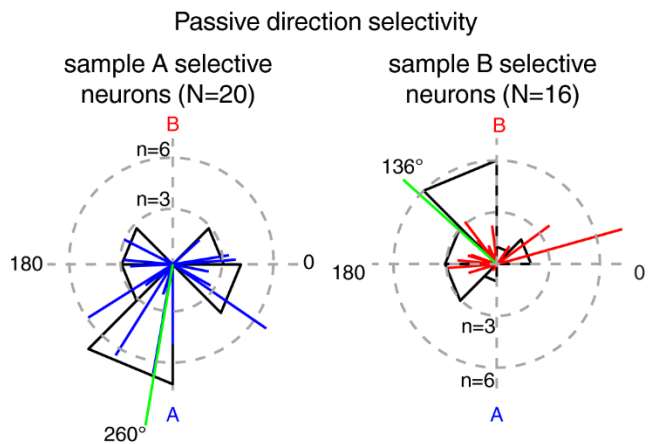 Passive direction selectivity
sample A selective
neurons (N=20)
B
n=6
n=3
180
0
260°
A
sample B selective
neurons (N=16)
B
136°
180
0
n=3
n=6
A